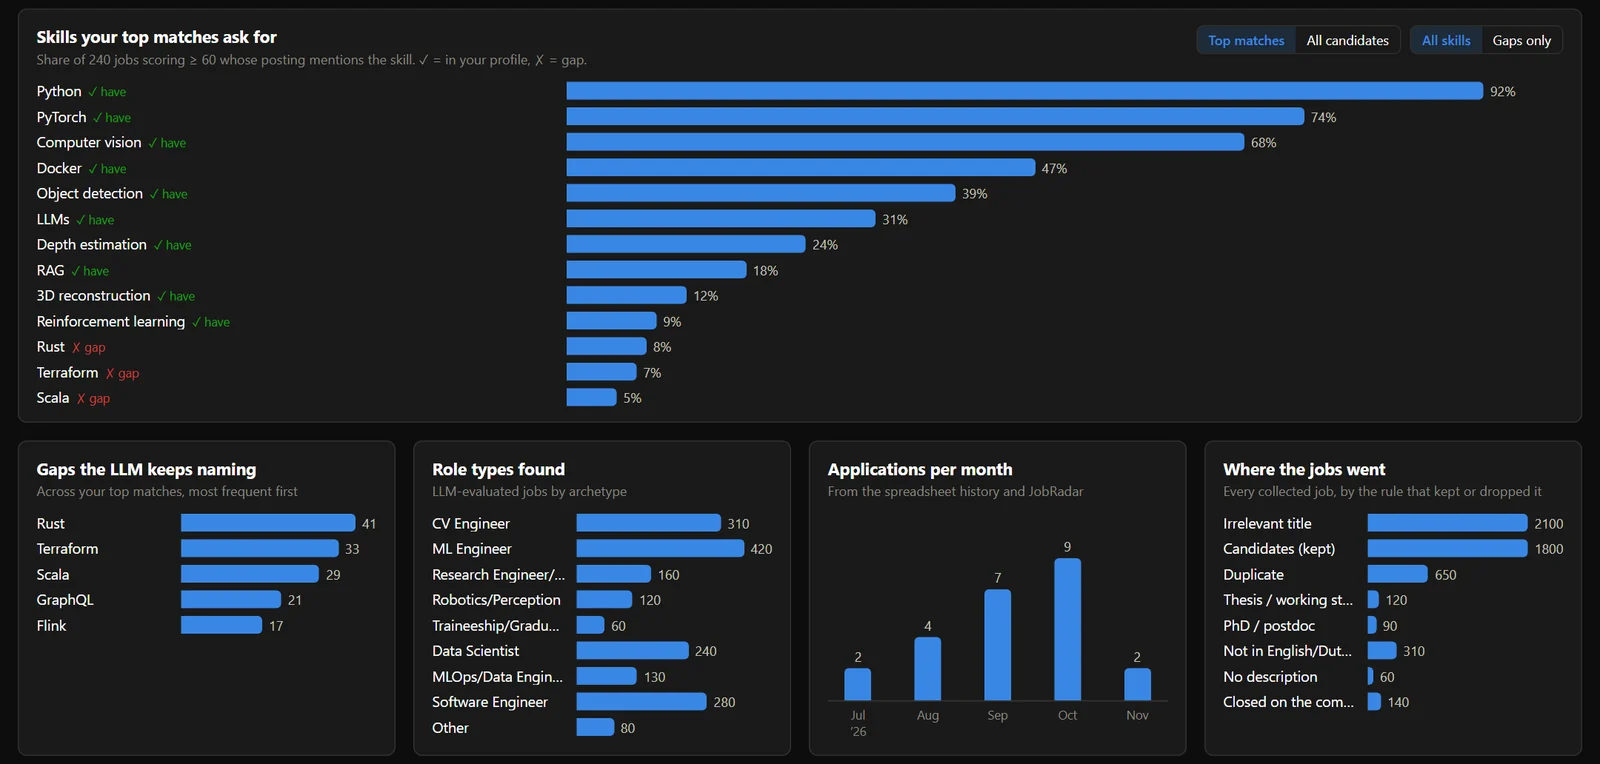 Skills your top matches ask for
Top matches All candidates All skills Gaps only
Share of 240 jobs scoring ≥ 60 whose posting mentions the skill. ✓ = in your profile, ✗ = gap.
Python ✓ have 92%
PyTorch ✓ have 74%
Computer vision ✓ have 68%
Docker ✓ have 47%
Object detection ✓ have 39%
LLMs ✓ have 31%
Depth estimation ✓ have 24%
RAG ✓ have 18%
3D reconstruction ✓ have 12%
Reinforcement learning ✓ have 9%
Rust ✗ gap 8%
Terraform ✗ gap 7%
Scala ✗ gap 5%
Gaps the LLM keeps naming
Across your top matches, most frequent first
Rust 41
Terraform 33
Scala 29
GraphQL 21
Flink 17
Role types found
LLM-evaluated jobs by archetype
CV Engineer 310
ML Engineer 420
Research Engineer/... 160
Robotics/Perception 120
Traineeship/Gradu... 60
Data Scientist 240
MLOps/Data Engin... 130
Software Engineer 280
Other 80
Applications per month
From the spreadsheet history and JobRadar
2 4 7 9 2
Jul Aug Sep Oct Nov
'26
Where the jobs went
Every collected job, by the rule that kept or dropped it
Irrelevant title 2100
Candidates (kept) 1800
Duplicate 650
Thesis / working st... 120
PhD / postdoc 90
Not in English/Dut... 310
No description 60
Closed on the com... 140